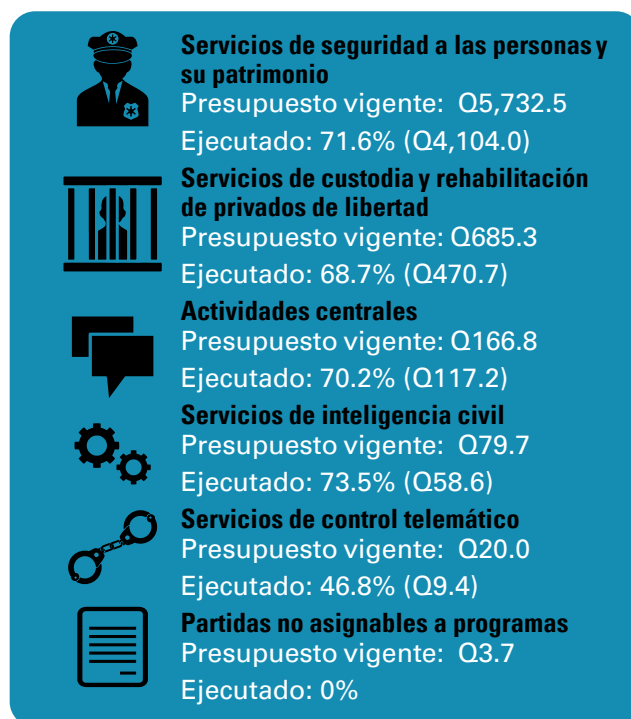 Servicios de seguridad a las personas y
su patrimonio
Presupuesto vigente: Q5,732.5
Ejecutado: 71.6% (Q4,104.0)
Servicios de custodia y rehabilitación
de privados de libertad
Presupuesto vigente: Q685.3
Ejecutado: 68.7% (Q470.7)
Actividades centrales
Presupuesto vigente: Q166.8
Ejecutado: 70.2% (Q117.2)
Servicios de inteligencia civil
Presupuesto vigente: Q79.7
Ejecutado: 73.5% (Q58.6)
Servicios de control telemático
Presupuesto vigente: Q20.0
Ejecutado: 46.8% (Q9.4)
Partidas no asignables a programas
Presupuesto vigente: Q3.7
Ejecutado: 0%